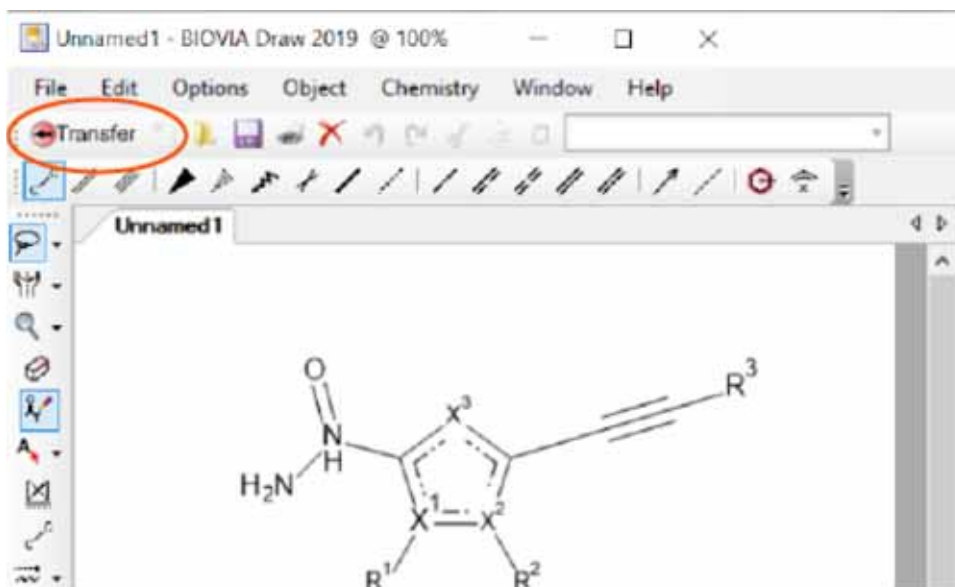 Unnamed1 - BIOVIA Draw 2019 @ 100%
File Edit Options Object Chemistry Window Help
Transfer
Unnamed1
O
R³
X³
N
H
H₂N
X¹ X²
R¹ R²
A